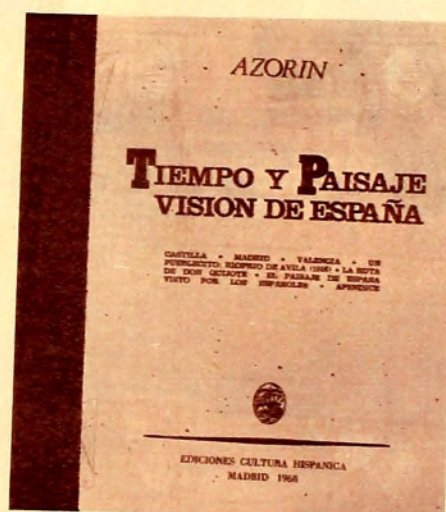 AZORIN
TIEMPO Y PAISAJE
VISION DE ESPAÑA
CASTILLA • MADRID • VALENCIA • UN
PUEBLECITO: RIOFRIO DE AVILA (1916) • LA RUTA
DE DON QUIJOTE • EL PAISAJE DE ESPAÑA
VISTO POR LOS ESPAÑOLES • APENDICE
EDICIONES CULTURA HISPANICA
MADRID 1968